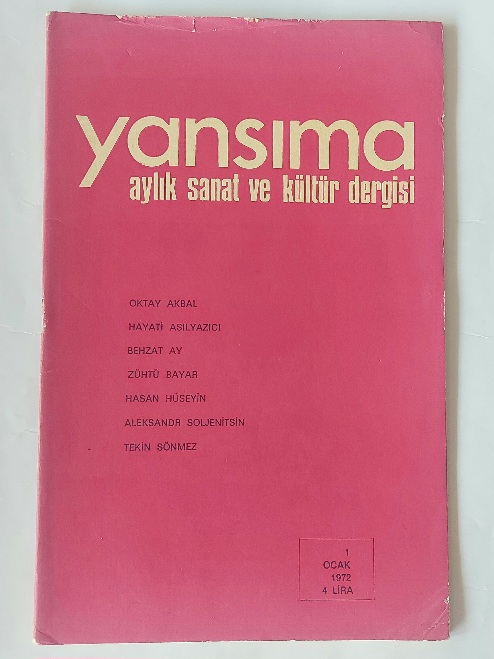 yansıma
aylık sanat ve kültür dergisi
OKTAY AKBAL
HAYATİ ASILYAZICI
BEHZAT AY
ZÜHTÜ BAYAR
HASAN HÜSEYİN
ALEKSANDR SOLJENİTSİN
TEKİN SÖNMEZ
1
OCAK
1972
4 LİRA